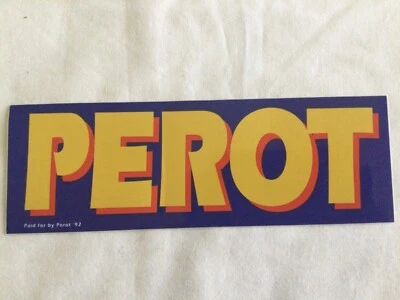 PEROT
Paid for by Perot '92